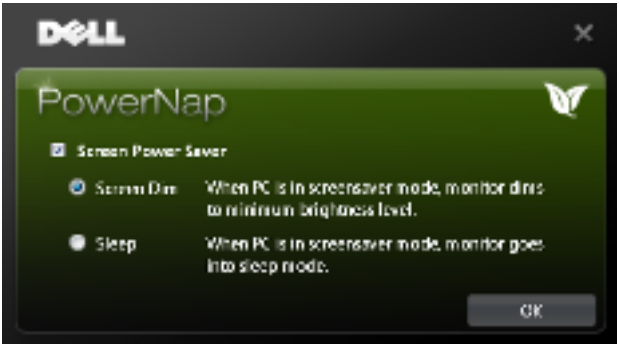 DELL
PowerNap
Screen Power Saver
Screen Dim
When PC is in screensaver mode, monitor dims
to minimum brightness level.
Sleep
When PC is in screensaver mode, monitor goes
into sleep mode.
OK